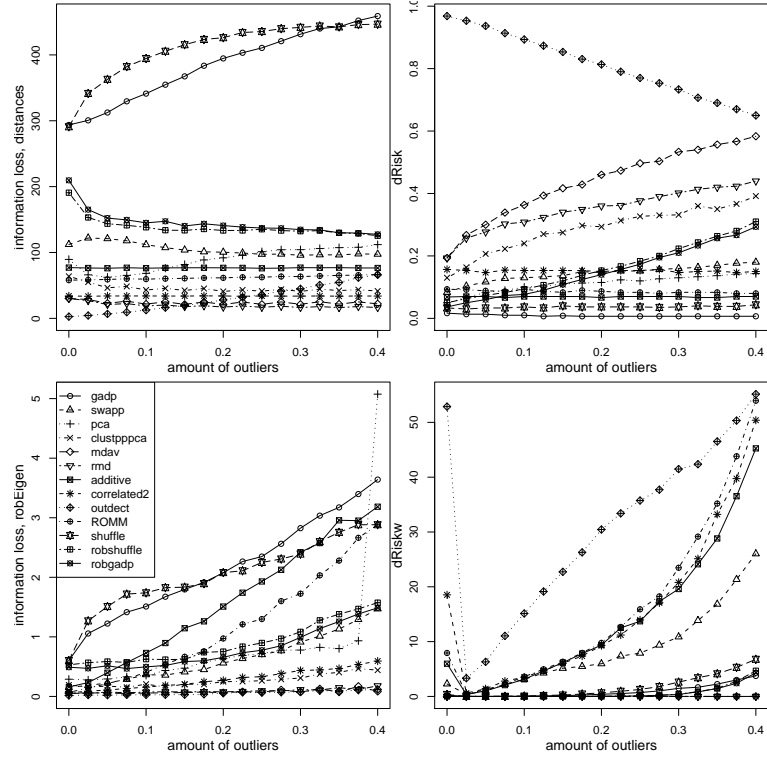 information loss, distances
0 100 200 300 400
0.0 0.1 0.2 0.3 0.4
amount of outliers
dRisk
0.0 0.2 0.4 0.6 0.8 1.0
0.0 0.1 0.2 0.3 0.4
amount of outliers
information loss, robEigen
0 1 2 3 4 5
gadp
swapp
pca
clustpppca
mdav
rmd
additive
correlated2
outdect
ROMM
shuffle
robshuffle
robgadp
0.0 0.1 0.2 0.3 0.4
amount of outliers
dRiskw
0 10 20 30 40 50
0.0 0.1 0.2 0.3 0.4
amount of outliers